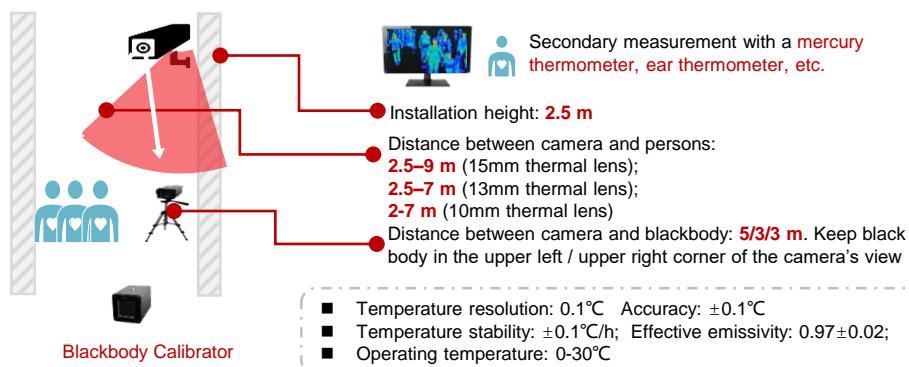 Secondary measurement with a mercury
thermometer, ear thermometer, etc.
Installation height: 2.5 m
Distance between camera and persons:
2.5–9 m (15mm thermal lens);
2.5–7 m (13mm thermal lens);
2-7 m (10mm thermal lens)
Distance between camera and blackbody: 5/3/3 m. Keep black
body in the upper left / upper right corner of the camera's view
■ Temperature resolution: 0.1℃ Accuracy: ±0.1℃
■ Temperature stability: ±0.1℃/h; Effective emissivity: 0.97±0.02;
■ Operating temperature: 0-30℃
Blackbody Calibrator